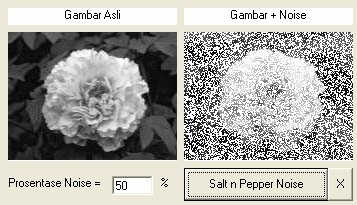 Gambar Asli
Gambar + Noise
Prosentase Noise = 50 %
Salt n Pepper Noise
X